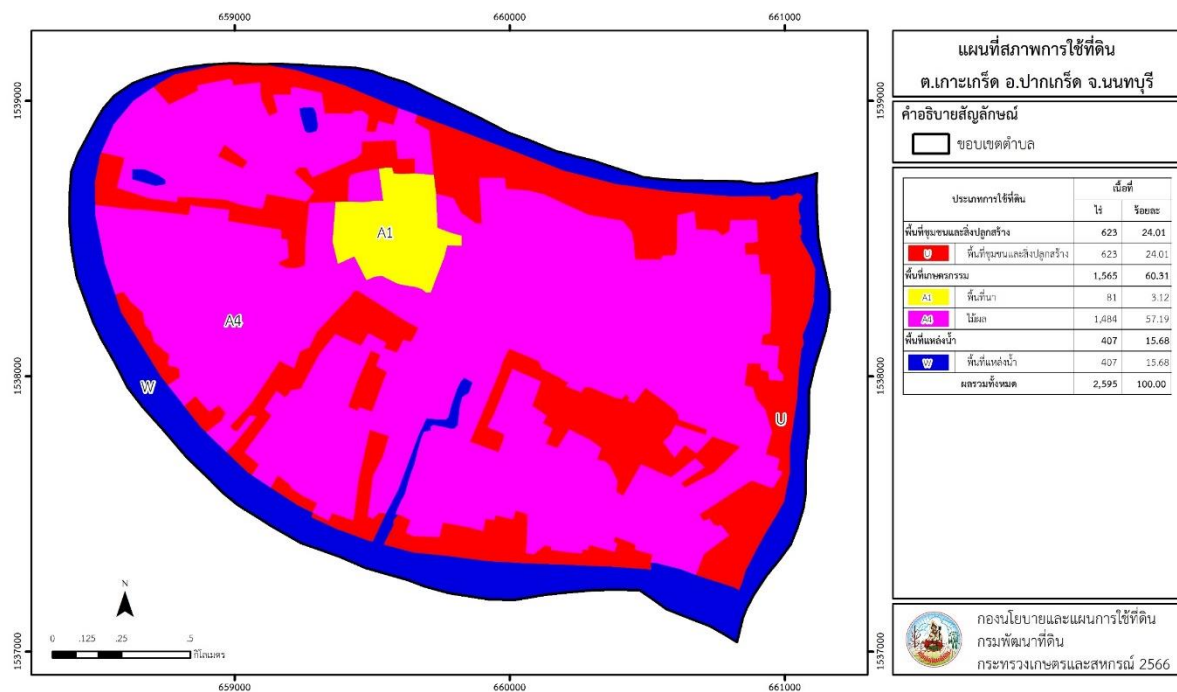 659000 660000 661000
แผนที่สภาพการใช้ที่ดิน
ต.เกาะเกร็ด อ.ปากเกร็ด จ.นนทบุรี
คำอธิบายสัญลักษณ์
ขอบเขตตำบล
ประเภทการใช้ที่ดิน เนื้อที่
ไร่ ร้อยละ
พื้นที่ชุมชนและสิ่งปลูกสร้าง 623 24.01
U พื้นที่ชุมชนและสิ่งปลูกสร้าง 623 24.01
พื้นที่เกษตรกรรม 1,565 60.31
A1 พื้นที่นา 81 3.12
A4 ไม้ผล 1,484 57.19
พื้นที่แหล่งน้ำ 407 15.68
W พื้นที่แหล่งน้ำ 407 15.68
ผลรวมทั้งหมด 2,595 100.00
1539000 1539000
A1
A4
1538000 1538000
W
U
N
0 .125 .25 .5
กิโลเมตร
1537000 1537000
659000 660000 661000
กองนโยบายและแผนการใช้ที่ดิน
กรมพัฒนาที่ดิน
กระทรวงเกษตรและสหกรณ์ 2566